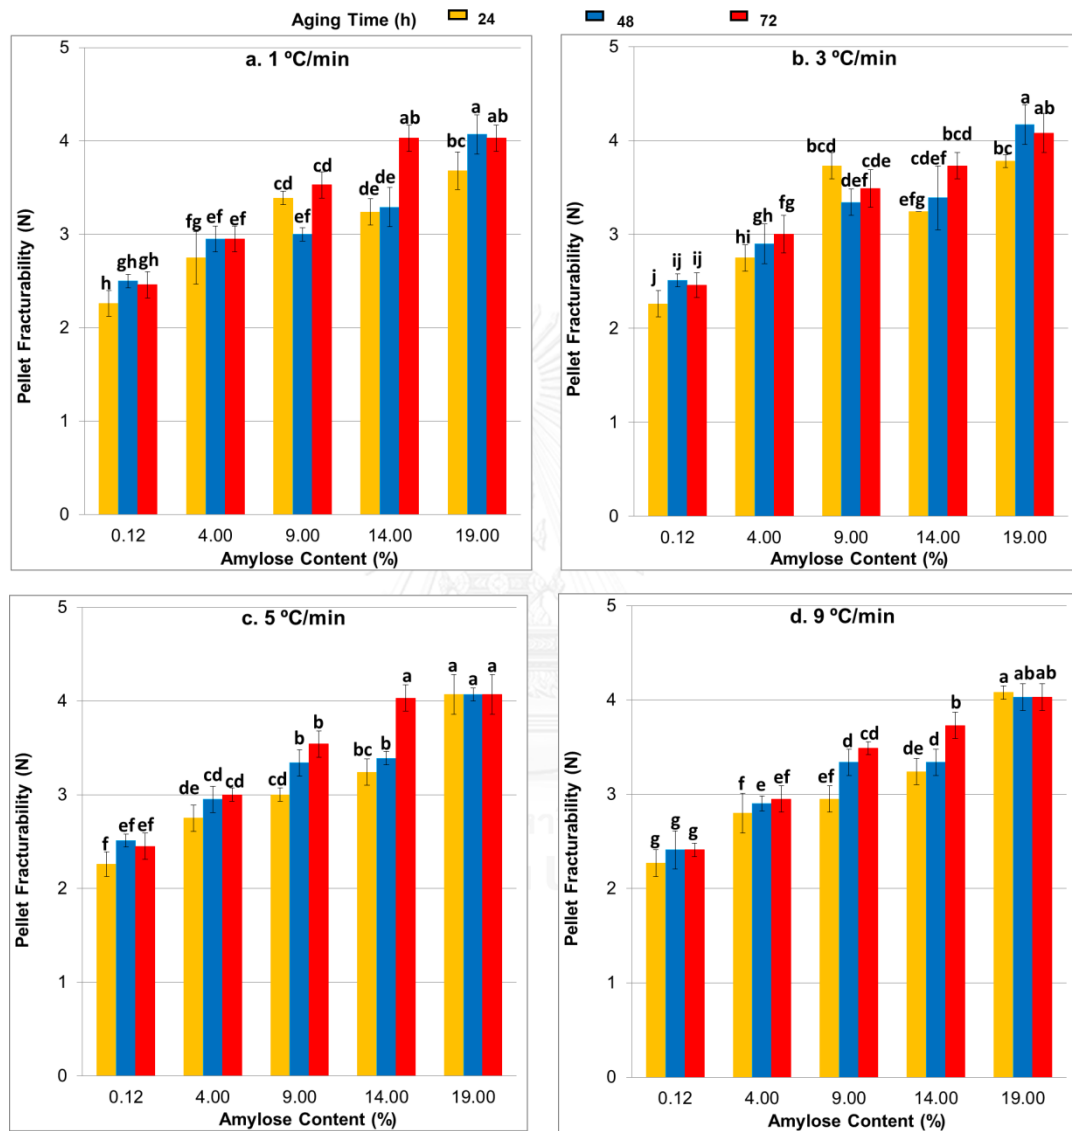 Aging Time (h) 24 48 72
a. 1 ºC/min
Pellet Fracturability (N)
5
4
3
2
1
0
h gh gh fg ef ef cd ef cd de de ab bc a ab
0.12 4.00 9.00 14.00 19.00
Amylose Content (%)
b. 3 ºC/min
Pellet Fracturability (N)
5
4
3
2
1
0
j ij ij hi gh fg bcd def cde efg cdef bcd bc a ab
0.12 4.00 9.00 14.00 19.00
Amylose Content (%)
c. 5 ºC/min
Pellet Fracturability (N)
5
4
3
2
1
0
f ef ef de cd cd cd b b bc b a a a a
0.12 4.00 9.00 14.00 19.00
Amylose Content (%)
d. 9 ºC/min
Pellet Fracturability (N)
5
4
3
2
1
0
g g g f e ef ef d cd de d b a ab ab
0.12 4.00 9.00 14.00 19.00
Amylose Content (%)